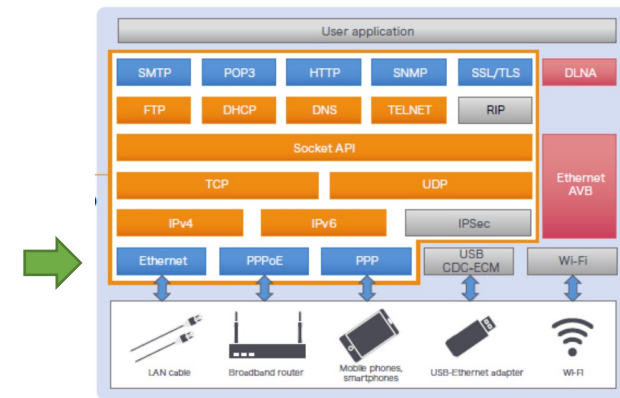 User application
SMTP POP3 HTTP SNMP SSL/TLS DLNA
FTP DHCP DNS TELNET RIP
Socket API
Ethernet
AVB
TCP UDP
IPv4 IPv6 IPSec
Ethernet PPPoE PPP
USB
CDC-ECM
Wi-Fi
LAN cable
Broadband router
Mobile phones,
smartphones
USB-Ethernet adapter
Wi-Fi